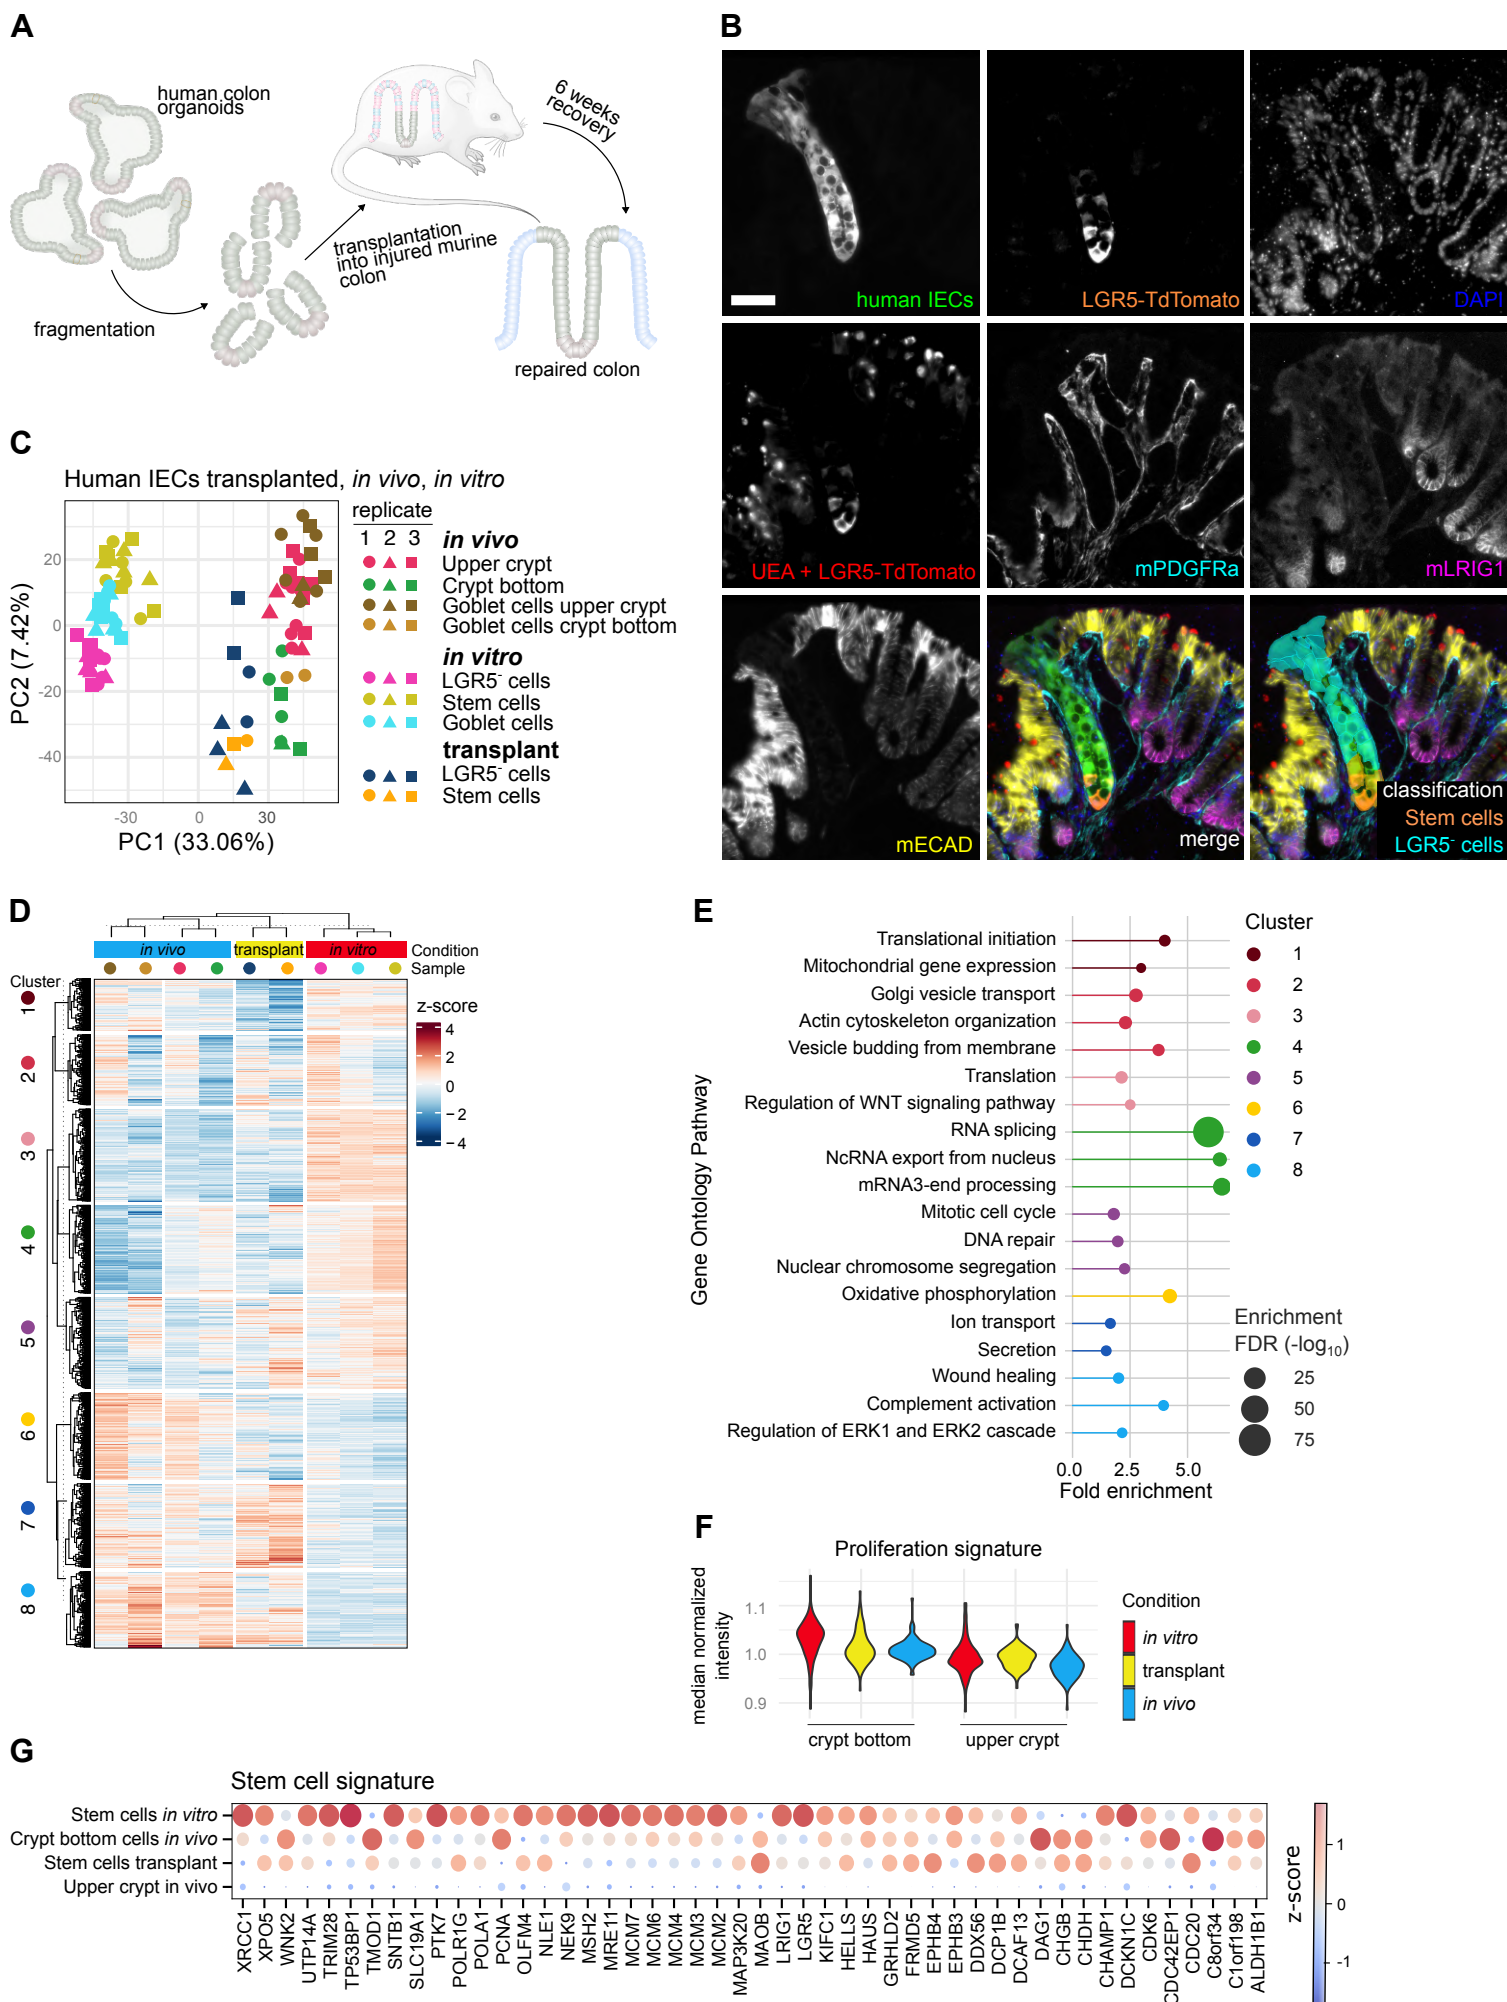 A
human colon
organoids
fragmentation
transplantation
into injured murine
colon
6 weeks
recovery
repaired colon
B
human IECs
LGR5-TdTomato
DAPI
UEA + LGR5-TdTomato
mPDGFRa
mLRIG1
mECAD
merge
classification
Stem cells
LGR5⁻ cells
C
Human IECs transplanted, in vivo, in vitro
PC2 (7.42%)
20
0
-20
-40
-30
0
30
PC1 (33.06%)
replicate
1 2 3
in vivo
Upper crypt
Crypt bottom
Goblet cells upper crypt
Goblet cells crypt bottom
in vitro
LGR5⁻ cells
Stem cells
Goblet cells
transplant
LGR5⁻ cells
Stem cells
D
in vivo
transplant
in vitro
Condition
Sample
Cluster
1
2
3
4
5
6
7
8
z-score
4
2
0
−2
−4
E
Gene Ontology Pathway
Translational initiation
Mitochondrial gene expression
Golgi vesicle transport
Actin cytoskeleton organization
Vesicle budding from membrane
Translation
Regulation of WNT signaling pathway
RNA splicing
NcRNA export from nucleus
mRNA3-end processing
Mitotic cell cycle
DNA repair
Nuclear chromosome segregation
Oxidative phosphorylation
Ion transport
Secretion
Wound healing
Complement activation
Regulation of ERK1 and ERK2 cascade
0.0 2.5 5.0
Fold enrichment
Cluster
1
2
3
4
5
6
7
8
Enrichment
FDR (-log₁₀)
25
50
75
F
Proliferation signature
median normalized
intensity
1.1
1.0
0.9
crypt bottom
upper crypt
Condition
in vitro
transplant
in vivo
G
Stem cell signature
Stem cells in vitro
Crypt bottom cells in vivo
Stem cells transplant
Upper crypt in vivo
XRCC1
XPO5
WNK2
UTP14A
TRIM28
TP53BP1
TMOD1
SNTB1
SLC19A1
PTK7
POLR1G
POLA1
PCNA
OLFM4
NLE1
NEK9
MSH2
MRE11
MCM7
MCM6
MCM4
MCM3
MCM2
MAP3K20
MAOB
LRIG1
LGR5
KIFC1
HELLS
HAUS
GRHLD2
FRMD5
EPHB4
EPHB3
DDX56
DCP1B
DCAF13
DAG1
CHGB
CHDH
CHAMP1
DCKN1C
CDK6
CDC42EP1
CDC20
C8orf34
C1orf198
ALDH1B1
z-score
1
0
-1